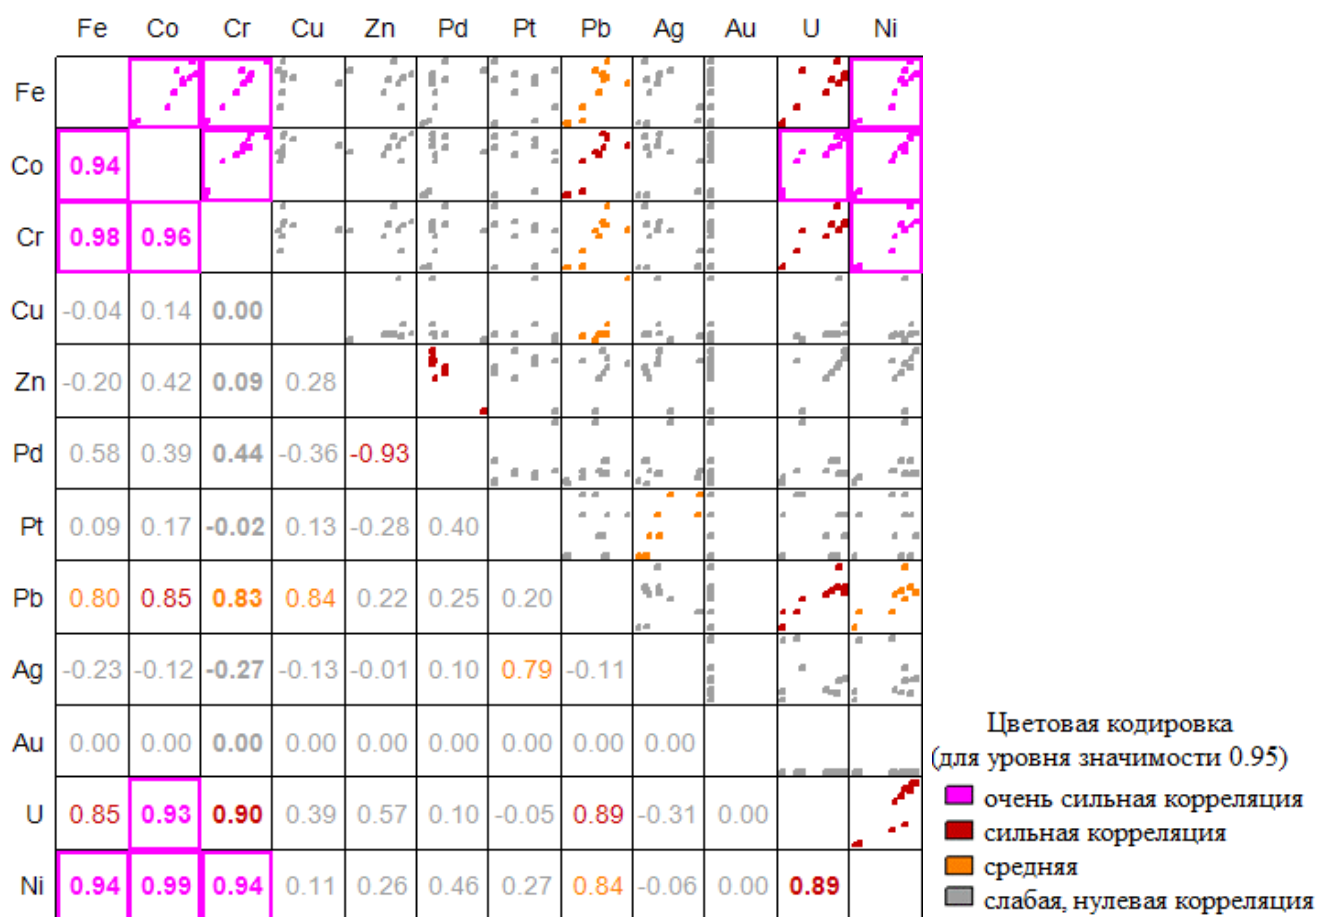 Fe Co Cr Cu Zn Pd Pt Pb Ag Au U Ni
Fe
Co 0.94
Cr 0.98 0.96
Cu -0.04 0.14 0.00
Zn -0.20 0.42 0.09 0.28
Pd 0.58 0.39 0.44 -0.36 -0.93
Pt 0.09 0.17 -0.02 0.13 -0.28 0.40
Pb 0.80 0.85 0.83 0.84 0.22 0.25 0.20
Ag -0.23 -0.12 -0.27 -0.13 -0.01 0.10 0.79 -0.11
Au 0.00 0.00 0.00 0.00 0.00 0.00 0.00 0.00 0.00
U 0.85 0.93 0.90 0.39 0.57 0.10 -0.05 0.89 -0.31 0.00
Ni 0.94 0.99 0.94 0.11 0.26 0.46 0.27 0.84 -0.06 0.00 0.89
Цветовая кодировка
(для уровня значимости 0.95)
очень сильная корреляция
сильная корреляция
средняя
слабая, нулевая корреляция